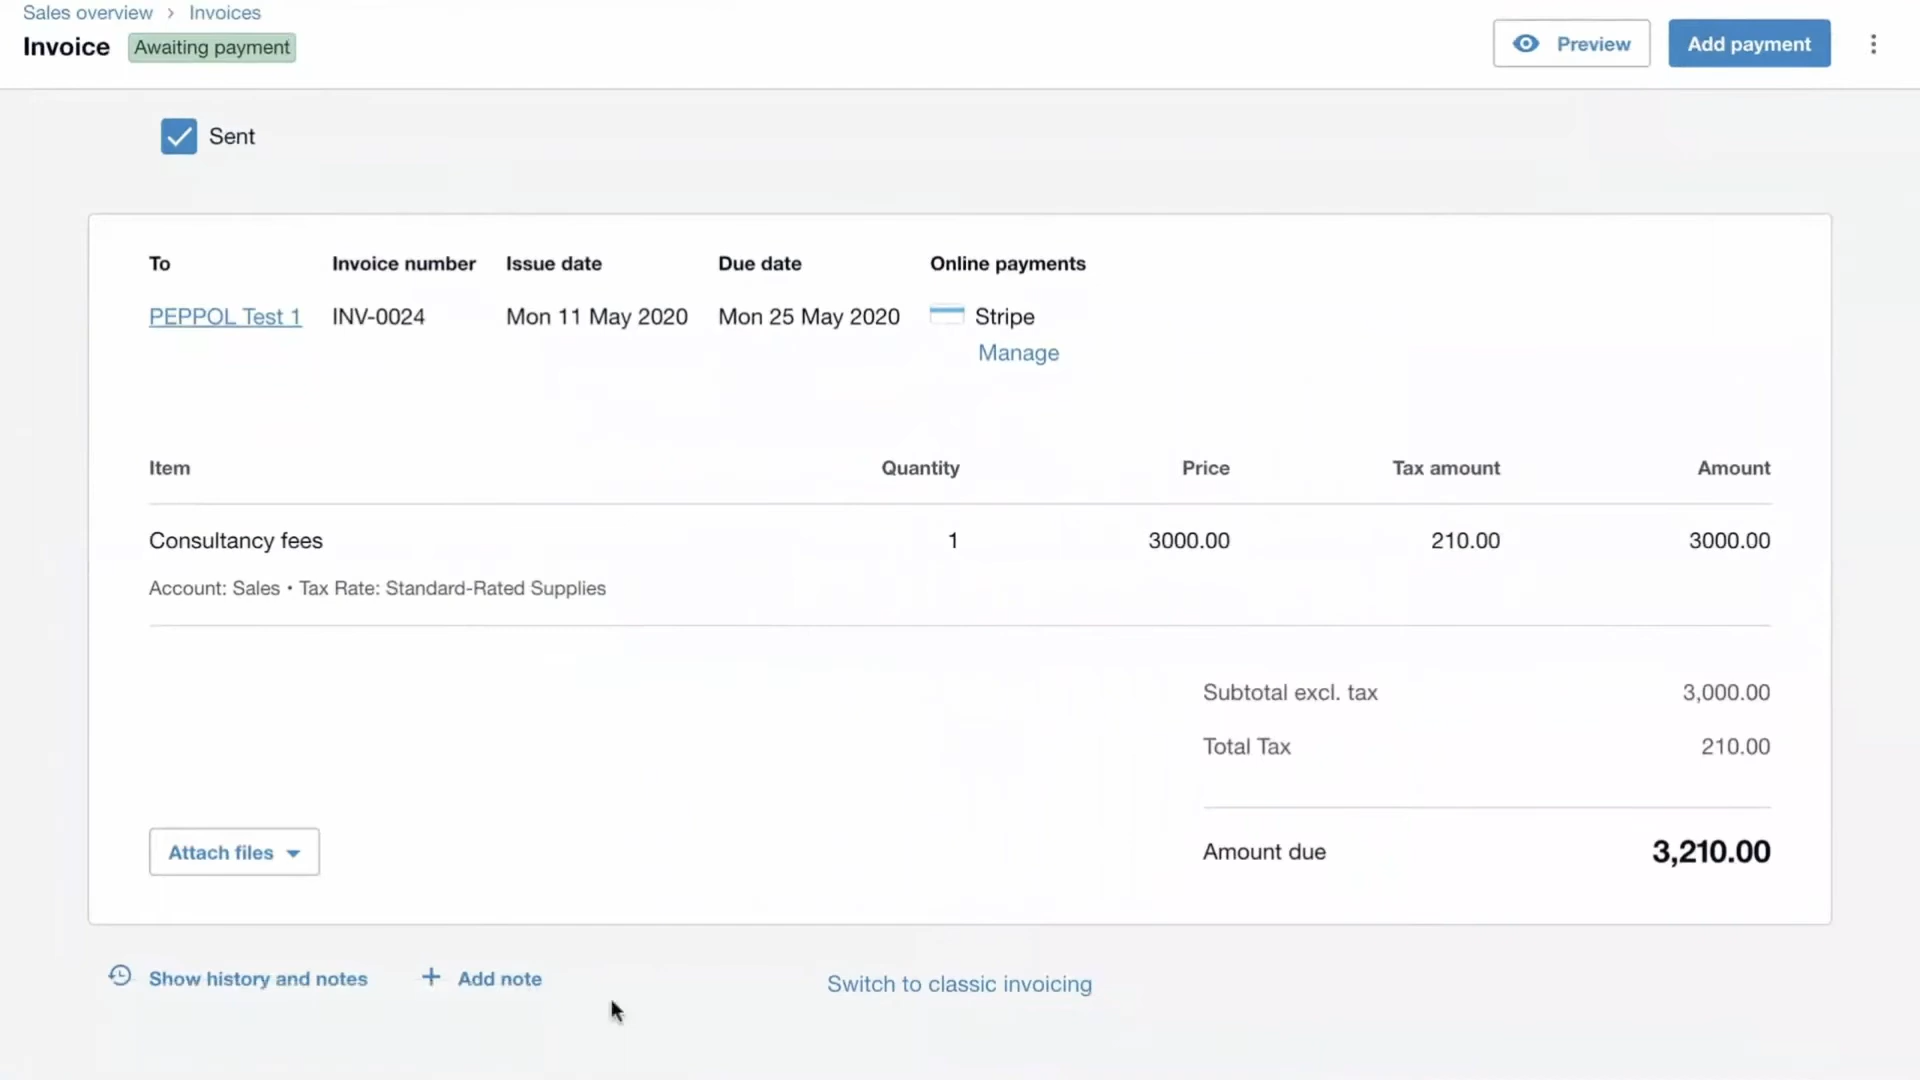 Sales overview › Invoices
Invoice Awaiting payment Preview Add payment
Sent
To Invoice number Issue date Due date Online payments
PEPPOL Test 1 INV-0024 Mon 11 May 2020 Mon 25 May 2020 Stripe
Manage
Item Quantity Price Tax amount Amount
Consultancy fees 1 3000.00 210.00 3000.00
Account: Sales • Tax Rate: Standard-Rated Supplies
Subtotal excl. tax 3,000.00
Total Tax 210.00
Attach files Amount due 3,210.00
Show history and notes + Add note Switch to classic invoicing